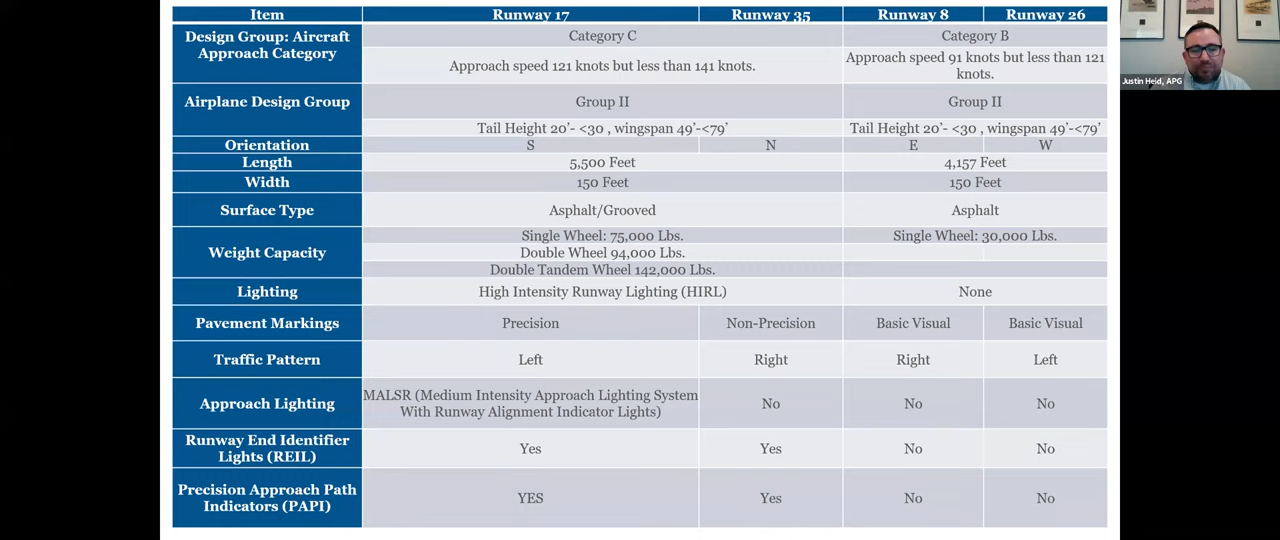 Item Runway 17 Runway 35 Runway 8 Runway 26
Design Group: Aircraft
Approach Category
Category C Category B
Approach speed 121 knots but less than 141 knots.
Approach speed 91 knots but less than 121
knots.
Airplane Design Group Group II Group II
Tail Height 20’- <30 , wingspan 49’-<79’ Tail Height 20’- <30 , wingspan 49’-<79’
Orientation S N E W
Length 5,500 Feet 4,157 Feet
Width 150 Feet 150 Feet
Surface Type Asphalt/Grooved Asphalt
Weight Capacity
Single Wheel: 75,000 Lbs. Single Wheel: 30,000 Lbs.
Double Wheel 94,000 Lbs.
Double Tandem Wheel 142,000 Lbs.
Lighting High Intensity Runway Lighting (HIRL) None
Pavement Markings Precision Non-Precision Basic Visual Basic Visual
Traffic Pattern Left Right Right Left
Approach Lighting
MALSR (Medium Intensity Approach Lighting System
With Runway Alignment Indicator Lights)
No No No
Runway End Identifier
Lights (REIL)
Yes Yes No No
Precision Approach Path
Indicators (PAPI)
YES Yes No No
Justin Heid, APG